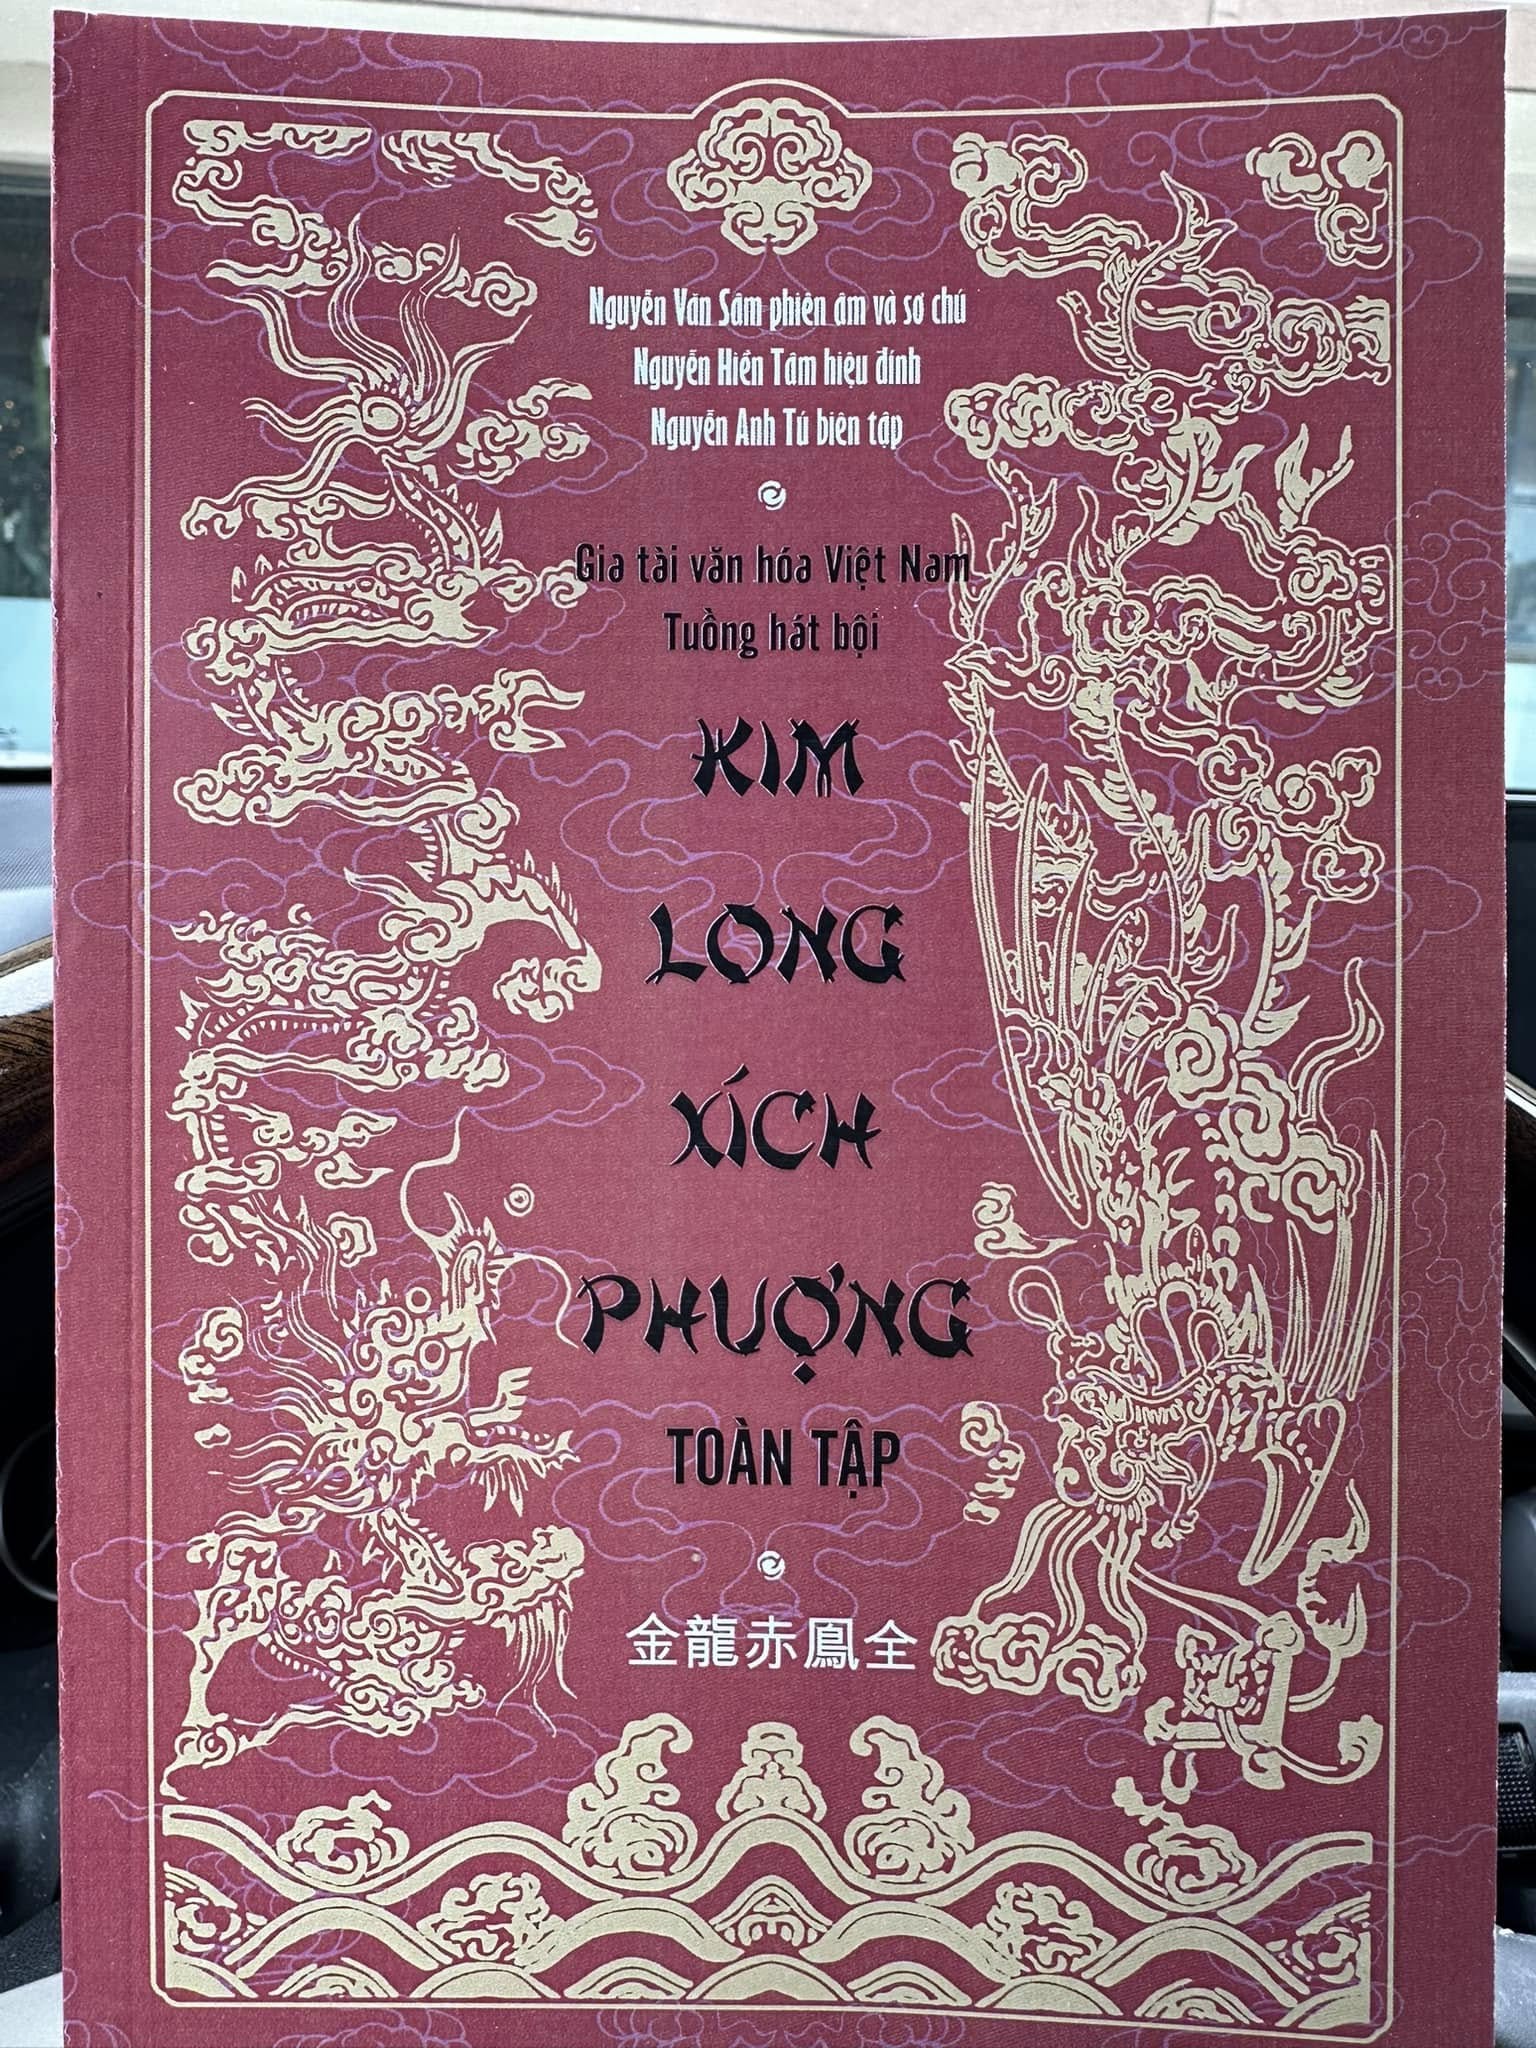 Nguyễn Văn Sâm phiên âm và sơ chú
Nguyễn Hiền Tâm hiệu đính
Nguyễn Anh Tú biên tập
Gia tài văn hóa Việt Nam
Tuồng hát bội
KIM
LONG
XÍCH
PHƯỢNG
TOÀN TẬP
金龍赤鳳全